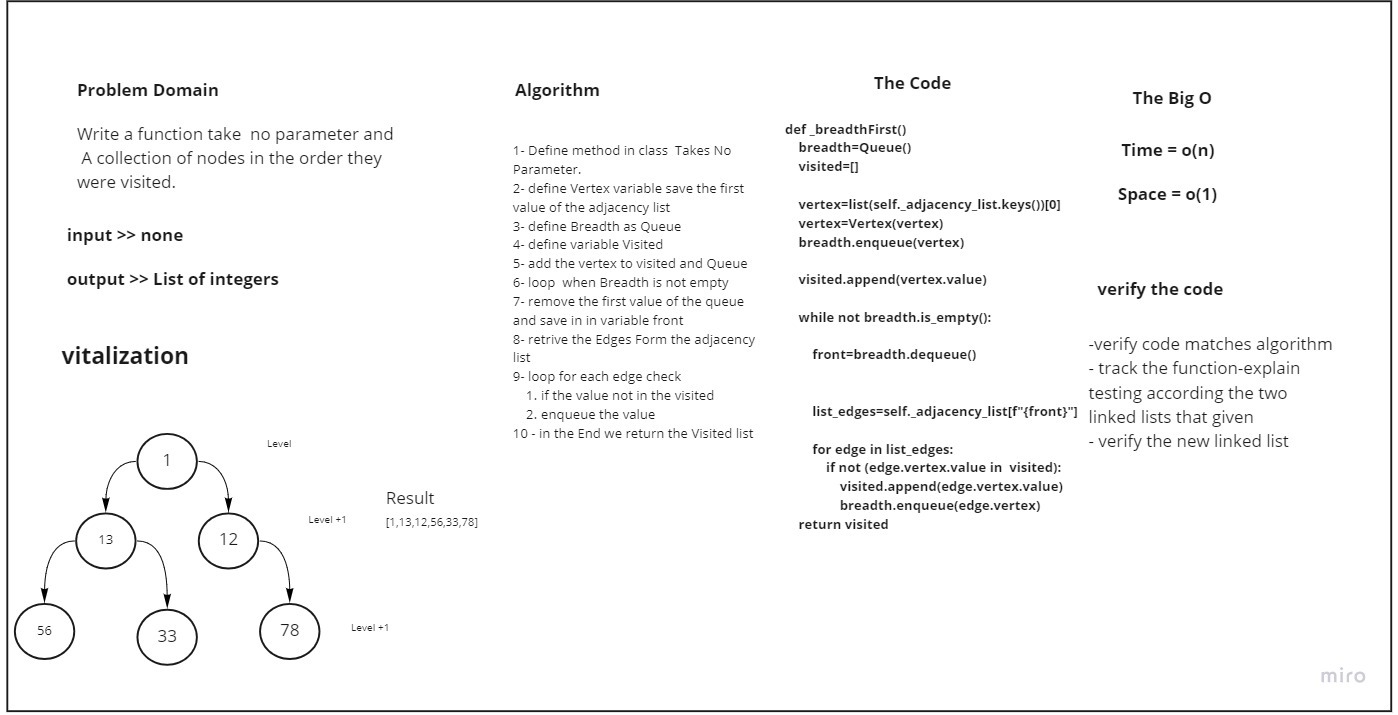 Problem Domain
Write a function take  no parameter and
A collection of nodes in the order they
were visited.
input >> none
output >> List of integers
vitalization
1
Level
13
12
Level +1
56
33
78
Level +1
Result
[1,13,12,56,33,78]
Algorithm
1- Define method in class  Takes No
Parameter.
2- define Vertex variable save the first
value of the adjacency list
3- define Breadth as Queue
4- define variable Visited
5- add the vertex to visited and Queue
6- loop  when Breadth is not empty
7- remove the first value of the queue
and save in in variable front
8- retrive the Edges Form the adjacency
list
9- loop for each edge check
1. if the value not in the visited
2. enqueue the value
10 - in the End we return the Visited list
The Code
def _breadthFirst()
breadth=Queue()
visited=[]
vertex=list(self._adjacency_list.keys())[0]
vertex=Vertex(vertex)
breadth.enqueue(vertex)
visited.append(vertex.value)
while not breadth.is_empty():
front=breadth.dequeue()
list_edges=self._adjacency_list[f"{front}"]
for edge in list_edges:
if not (edge.vertex.value in  visited):
visited.append(edge.vertex.value)
breadth.enqueue(edge.vertex)
return visited
The Big O
Time = o(n)
Space = o(1)
verify the code
-verify code matches algorithm
- track the function-explain
testing according the two
linked lists that given
- verify the new linked list
miro